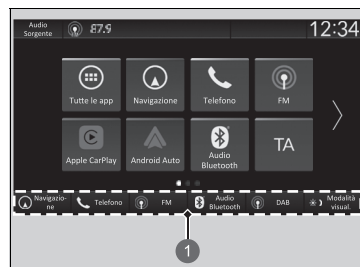 Audio
Sorgente
87.9
12:34
Tutte le app
Navigazione
Telefono
FM
Apple CarPlay
Android Auto
Audio
Bluetooth
TA
Navigazio-
ne
Telefono
FM
Audio
Bluetooth
DAB
Modalità
visual.
1